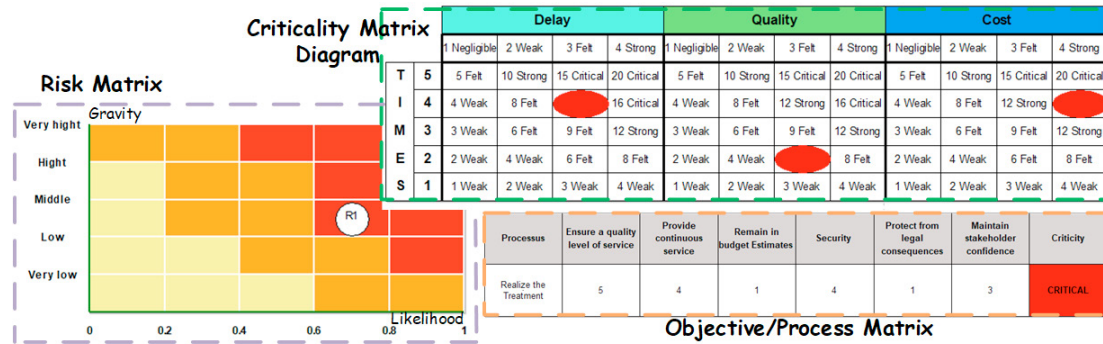 Criticality Matrix
Diagram
Delay Quality Cost
1 Negligible 2 Weak 3 Felt 4 Strong 1 Negligible 2 Weak 3 Felt 4 Strong 1 Negligible 2 Weak 3 Felt 4 Strong
T 5 5 Felt 10 Strong 15 Critical 20 Critical 5 Felt 10 Strong 15 Critical 20 Critical 5 Felt 10 Strong 15 Critical 20 Critical
I 4 4 Weak 8 Felt 16 Critical 4 Weak 8 Felt 12 Strong 16 Critical 4 Weak 8 Felt 12 Strong
M 3 3 Weak 6 Felt 9 Felt 12 Strong 3 Weak 6 Felt 9 Felt 12 Strong 3 Weak 6 Felt 9 Felt 12 Strong
E 2 2 Weak 4 Weak 6 Felt 8 Felt 2 Weak 4 Weak 8 Felt 2 Weak 4 Weak 6 Felt 8 Felt
S 1 1 Weak 2 Weak 3 Weak 4 Weak 1 Weak 2 Weak 3 Weak 4 Weak 1 Weak 2 Weak 3 Weak 4 Weak
Risk Matrix
Gravity
Very hight
Hight
Middle
Low
Very low
R1
Likelihood
0 0.2 0.4 0.6 0.8 1
Processus Ensure a quality level of service Provide continuous service Remain in budget Estimates Security Protect from legal consequences Maintain stakeholder confidence Criticity
Realize the Treatment 5 4 1 4 1 3 CRITICAL
Objective/Process Matrix